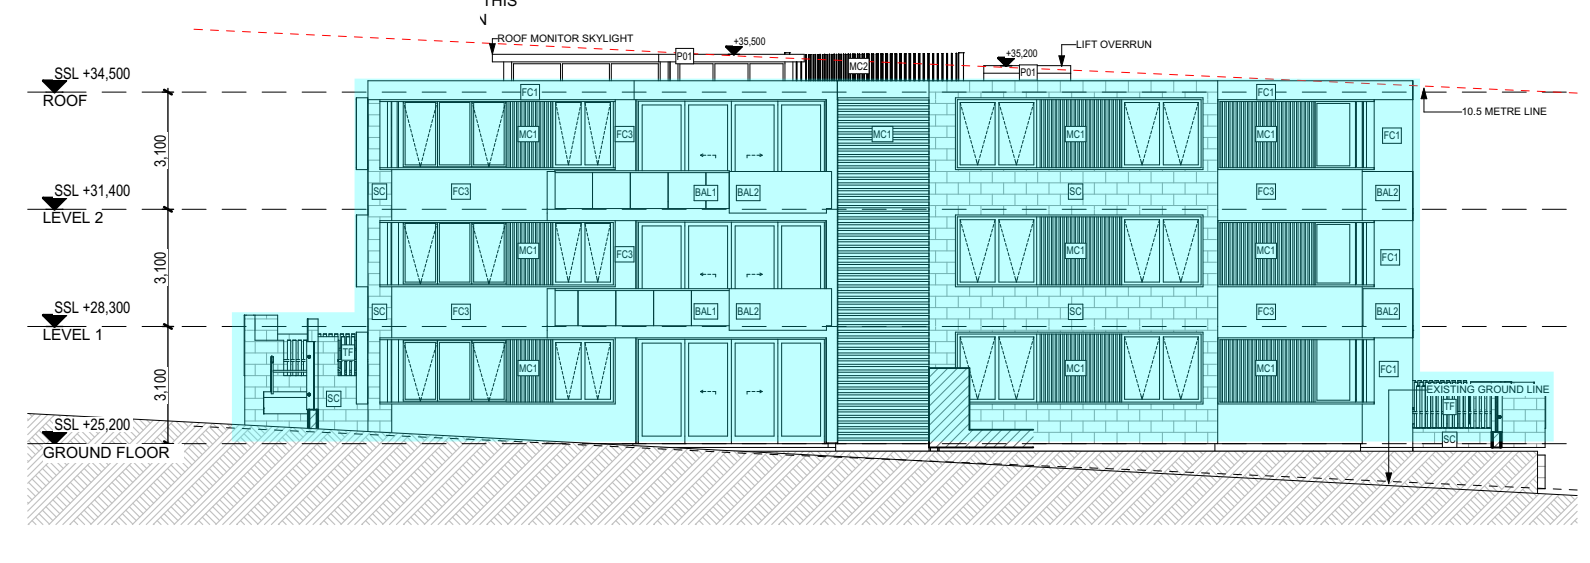 THIS
N
ROOF MONITOR SKYLIGHT
P01
+35,500
MC2
+35,200
P01
LIFT OVERRUN
SSL +34,500
ROOF
FC1
FC1
10.5 METRE LINE
3,100
MC1
FC3
MC1
MC1
MC1
FC1
SSL +31,400
LEVEL 2
SC
FC3
BAL1
BAL2
SC
FC3
BAL2
3,100
MC1
FC3
MC1
MC1
FC1
SSL +28,300
LEVEL 1
SC
FC3
BAL1
BAL2
SC
FC3
BAL2
3,100
TF
SC
MC1
MC1
MC1
FC1
EXISTING GROUND LINE
TF
SC
SSL +25,200
GROUND FLOOR